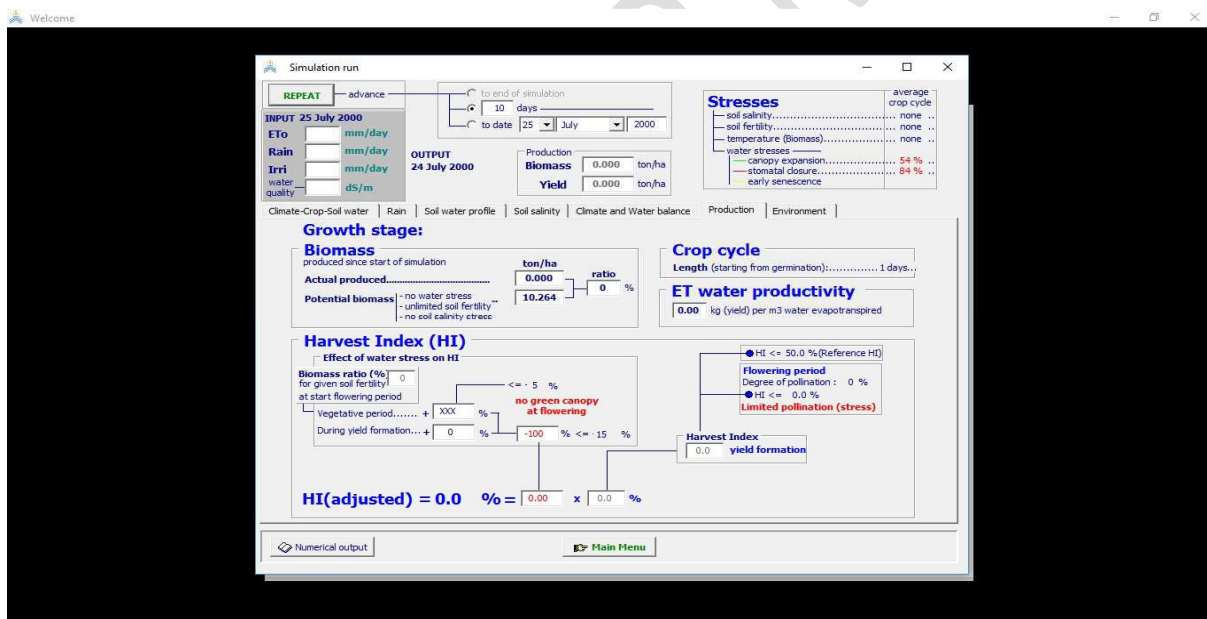 Welcome
Simulation run
REPEAT advance
to end of simulation
10 days
to date 25 July 2000
INPUT 25 July 2000
ETo mm/day
Rain mm/day
Irri mm/day
water quality dS/m
OUTPUT
24 July 2000
Production
Biomass 0.000 ton/ha
Yield 0.000 ton/ha
Stresses
average
crop cycle
soil salinity none ..
soil fertility none ..
temperature (Biomass) none ..
water stresses
canopy expansion 54 % ..
stomatal closure 84 % ..
early senescence
Climate-Crop-Soil water Rain Soil water profile Soil salinity Climate and Water balance Production Environment
Growth stage:
Biomass
produced since start of simulation ton/ha
Actual produced 0.000 ratio
0 %
Potential biomass - no water stress .. 10.264
- unlimited soil fertility
- no soil salinity stress
Crop cycle
Length (starting from germination): 1 days...
ET water productivity
0.00 kg (yield) per m3 water evapotranspired
Harvest Index (HI)
Effect of water stress on HI
Biomass ratio (%) 0
for given soil fertility
at start flowering period
<= · 5 %
no green canopy
at flowering
Vegetative period....... + XXX %
During yield formation... + 0 % -100 % <= · 15 %
HI <= 50.0 %(Reference HI)
Flowering period
Degree of pollination : 0 %
HI <= 0.0 %
Limited pollination (stress)
Harvest Index
0.0 yield formation
HI(adjusted) = 0.0 % = 0.00 x 0.0 %
Numerical output
Main Menu